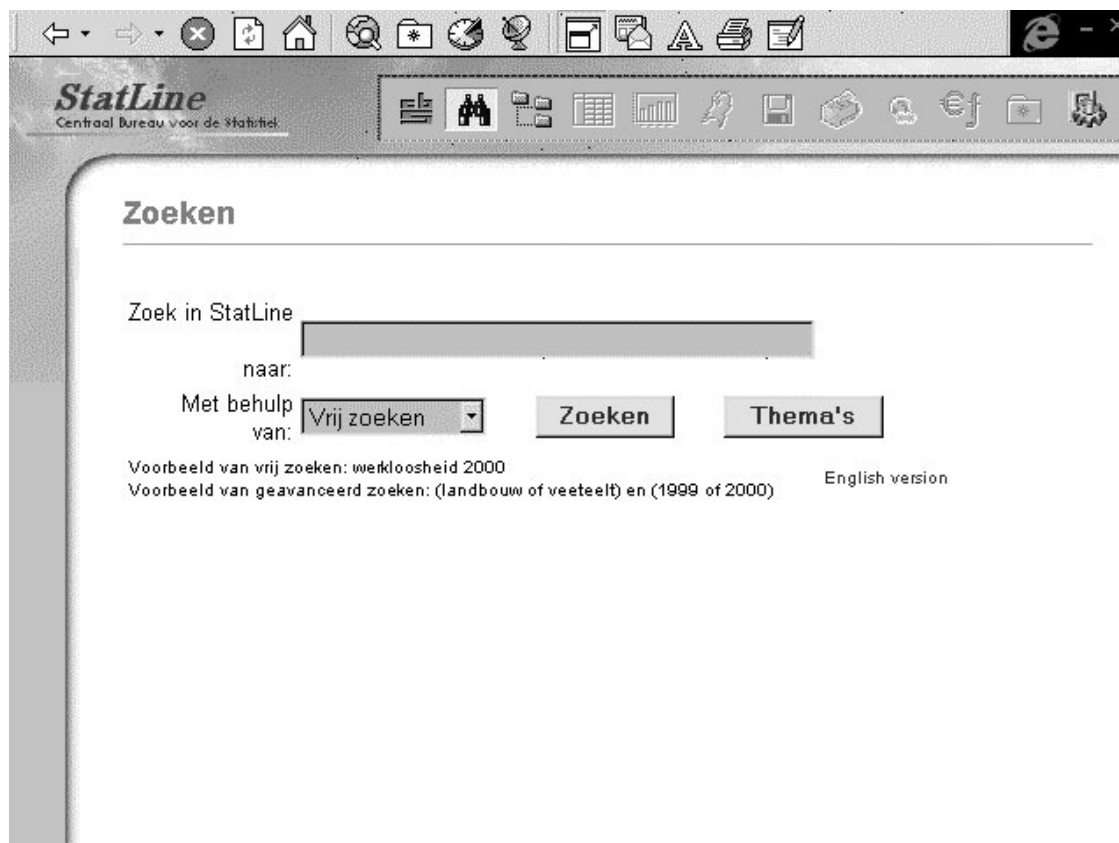 StatLine
Centraal Bureau voor de Statistiek
Zoeken
Zoek in StatLine
naar:
Met behulp
van:
Vrij zoeken
Zoeken
Thema's
Voorbeeld van vrij zoeken: werkloosheid 2000
Voorbeeld van geavanceerd zoeken: (landbouw of veeteelt) en (1999 of 2000)
English version